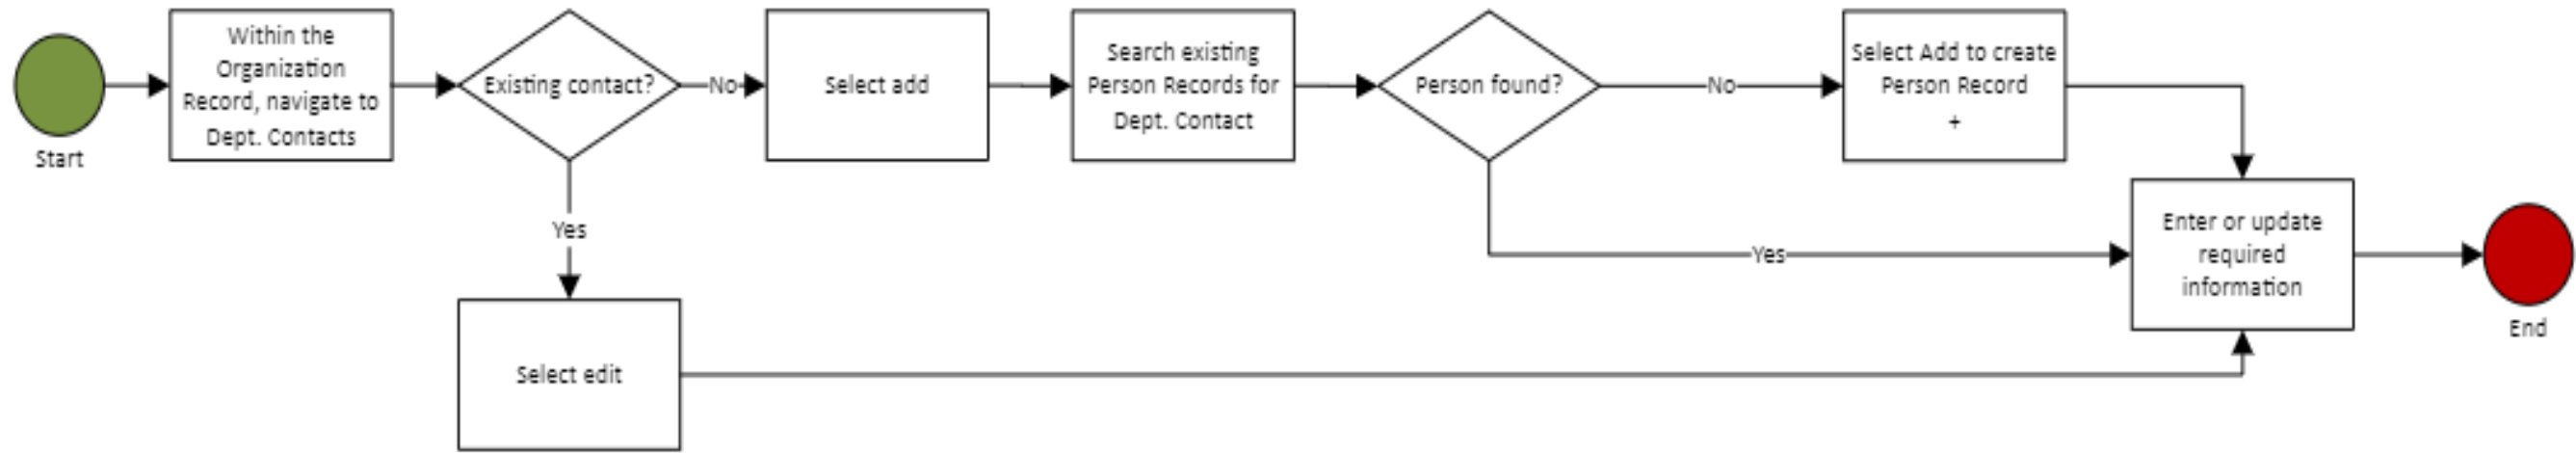 Start
Within the
Organization
Record, navigate to
Dept. Contacts
Existing contact?
No
Select add
Search existing
Person Records for
Dept. Contact
Person found?
No
Select Add to create
Person Record
+
Yes
Yes
Enter or update
required
information
End
Select edit